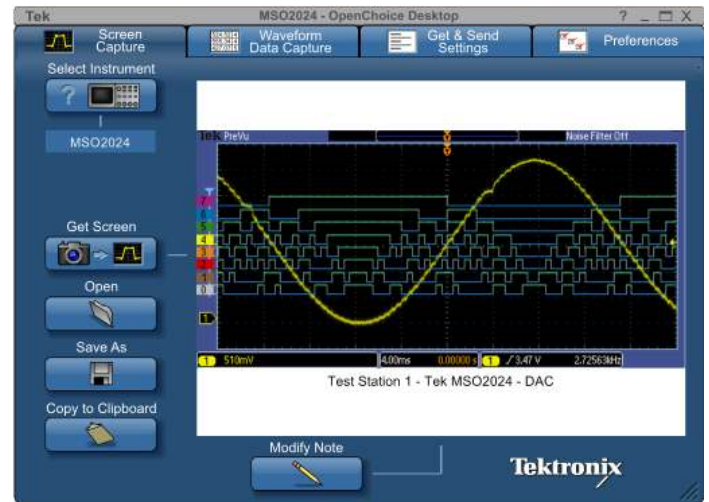 Tek
MSO2024 - OpenChoice Desktop
? _ X
Screen
Capture
Waveform
Data Capture
Get & Send
Settings
Preferences
Select Instrument
?
MSO2024
Tek PreVu
Noise Filter Off
7
6
5
4
3
2
1
0
1
1 510mV
4.00ms 0.00000 s
1 3.47 V
2.72563kHz
Test Station 1 - Tek MSO2024 - DAC
Get Screen
Open
Save As
Copy to Clipboard
Modify Note
Tektronix